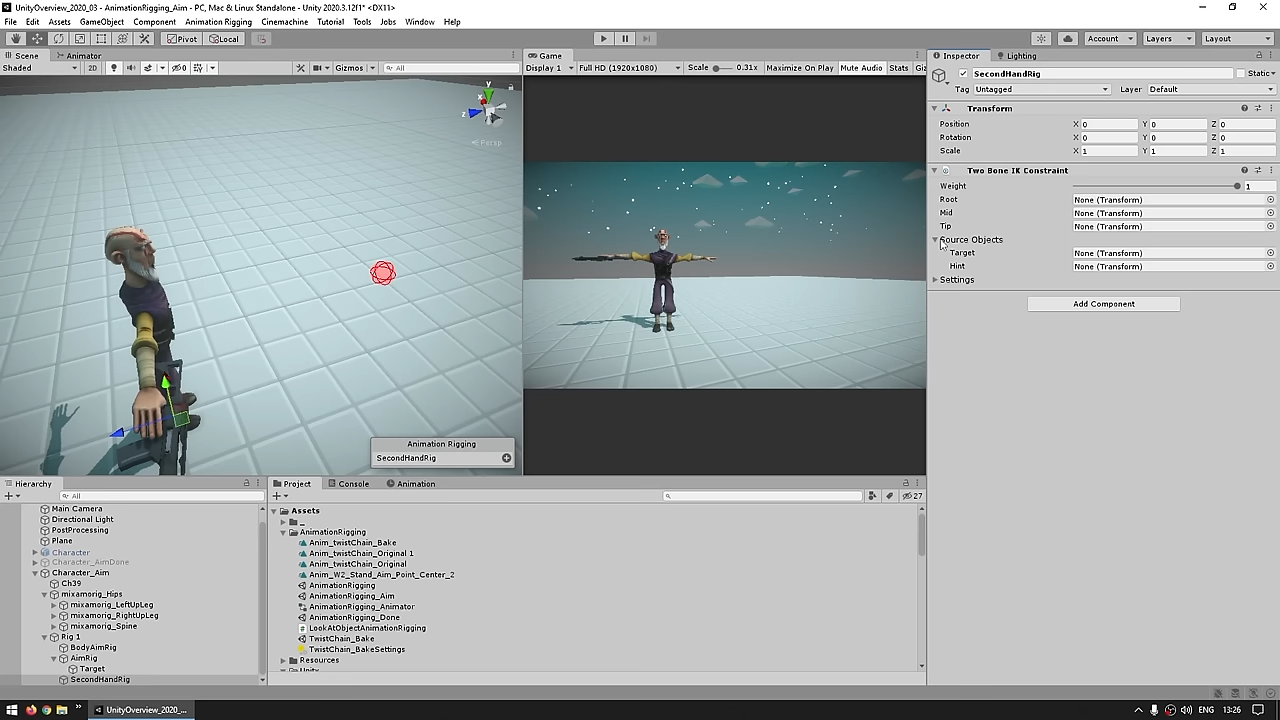 UnityOverview_2020_03 - AnimationRigging_Aim - PC, Mac & Linux Standalone - Unity 2020.3.12f1* <DX11>
File Edit Assets GameObject Component Animation Rigging Cinemachine Tutorial Tools Jobs Window Help
Pivot Local Account Layers Layout
Scene Animator
Shaded 2D 0 Gizmos All
y
x
z
Persp
Animation Rigging
SecondHandRig
Game
Display 1 Full HD (1920x1080) Scale 0.31x Maximize On Play Mute Audio Stats Giz
Inspector Lighting
SecondHandRig Static
Tag Untagged Layer Default
Transform
Position X 0 Y 0 Z 0
Rotation X 0 Y 0 Z 0
Scale X 1 Y 1 Z 1
Two Bone IK Constraint
Weight 1
Root None (Transform)
Mid None (Transform)
Tip None (Transform)
Source Objects
Target None (Transform)
Hint None (Transform)
Settings
Add Component
Hierarchy
All
Main Camera
Directional Light
PostProcessing
Plane
Character
Character_AimDone
Character_Aim
Ch39
mixamorig_Hips
mixamorig_LeftUpLeg
mixamorig_RightUpLeg
mixamorig_Spine
Rig 1
BodyAimRig
AimRig
Target
SecondHandRig
Project Console Animation
27
Assets
_
AnimationRigging
Anim_twistChain_Bake
Anim_twistChain_Original 1
Anim_twistChain_Original
Anim_W2_Stand_Aim_Point_Center_2
AnimationRigging
AnimationRigging_Aim
AnimationRigging_Animator
AnimationRigging_Done
LookAtObjectAnimationRigging
TwistChain_Bake
TwistChain_BakeSettings
Resources
Unity
UnityOverview_2020_...
ENG 13:26